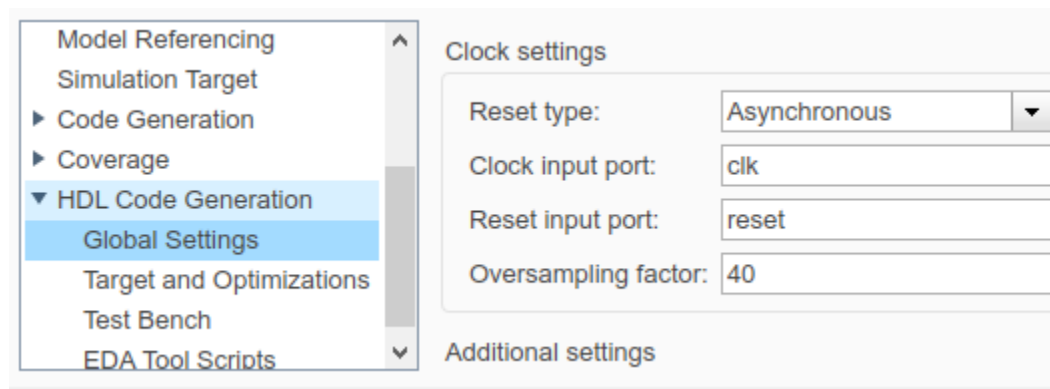 Model Referencing
Simulation Target
Code Generation
Coverage
HDL Code Generation
Global Settings
Target and Optimizations
Test Bench
EDA Tool Scripts
Clock settings
Reset type: Asynchronous
Clock input port: clk
Reset input port: reset
Oversampling factor: 40
Additional settings